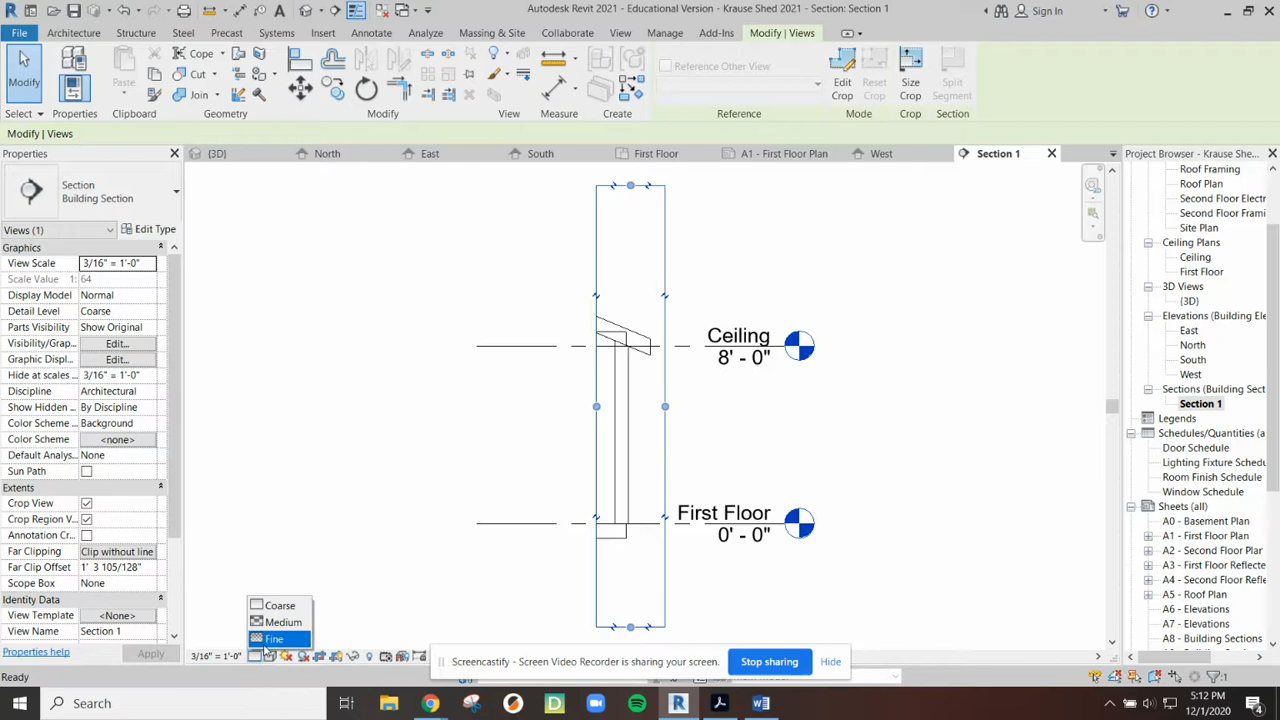 Autodesk Revit 2021 - Educational Version - Krause Shed 2021 - Section: Section 1
Sign In
File Architecture Structure Steel Precast Systems Insert Annotate Analyze Massing & Site Collaborate View Manage Add-Ins Modify | Views
Modify
Paste
Cope
Cut
Join
Reference Other View
Edit Crop
Reset Crop
Size Crop
Split Segment
Select Properties Clipboard Geometry Modify View Measure Create Reference Mode Crop Section
Modify | Views
Properties
{3D} North East South First Floor A1 - First Floor Plan West Section 1
Section
Building Section
Views (1)
Edit Type
Graphics
View Scale 3/16" = 1'-0"
Scale Value 1: 64
Display Model Normal
Detail Level Coarse
Parts Visibility Show Original
Visibility/Grap... Edit...
Graphic Displ... Edit...
Hide at scales ... 3/16" = 1'-0"
Discipline Architectural
Show Hidden ... By Discipline
Color Scheme ... Background
Color Scheme <none>
Default Analys... None
Sun Path
Extents
Crop View
Crop Region V...
Annotation Cr...
Far Clipping Clip without line
Far Clip Offset 1' 3 105/128"
Scope Box None
Identity Data
View Template <None>
View Name Section 1
Properties help
Apply
Ceiling
8' - 0"
First Floor
0' - 0"
Coarse
Medium
Fine
3/16" = 1'-0"
Project Browser - Krause She...
Roof Framing
Roof Plan
Second Floor Electr
Second Floor Frami
Site Plan
Ceiling Plans
Ceiling
First Floor
3D Views
{3D}
Elevations (Building Ele
East
North
South
West
Sections (Building Sect
Section 1
Legends
Schedules/Quantities (a
Door Schedule
Lighting Fixture Schedu
Room Finish Schedule
Window Schedule
Sheets (all)
A0 - Basement Plan
A1 - First Floor Plan
A2 - Second Floor Plar
A3 - First Floor Reflecte
A4 - Second Floor Refl
A5 - Roof Plan
A6 - Elevations
A7 - Elevations
A8 - Building Sections
Screencastify - Screen Video Recorder is sharing your screen.
Stop sharing
Hide
Ready
:0
Search
5:12 PM
12/1/2020